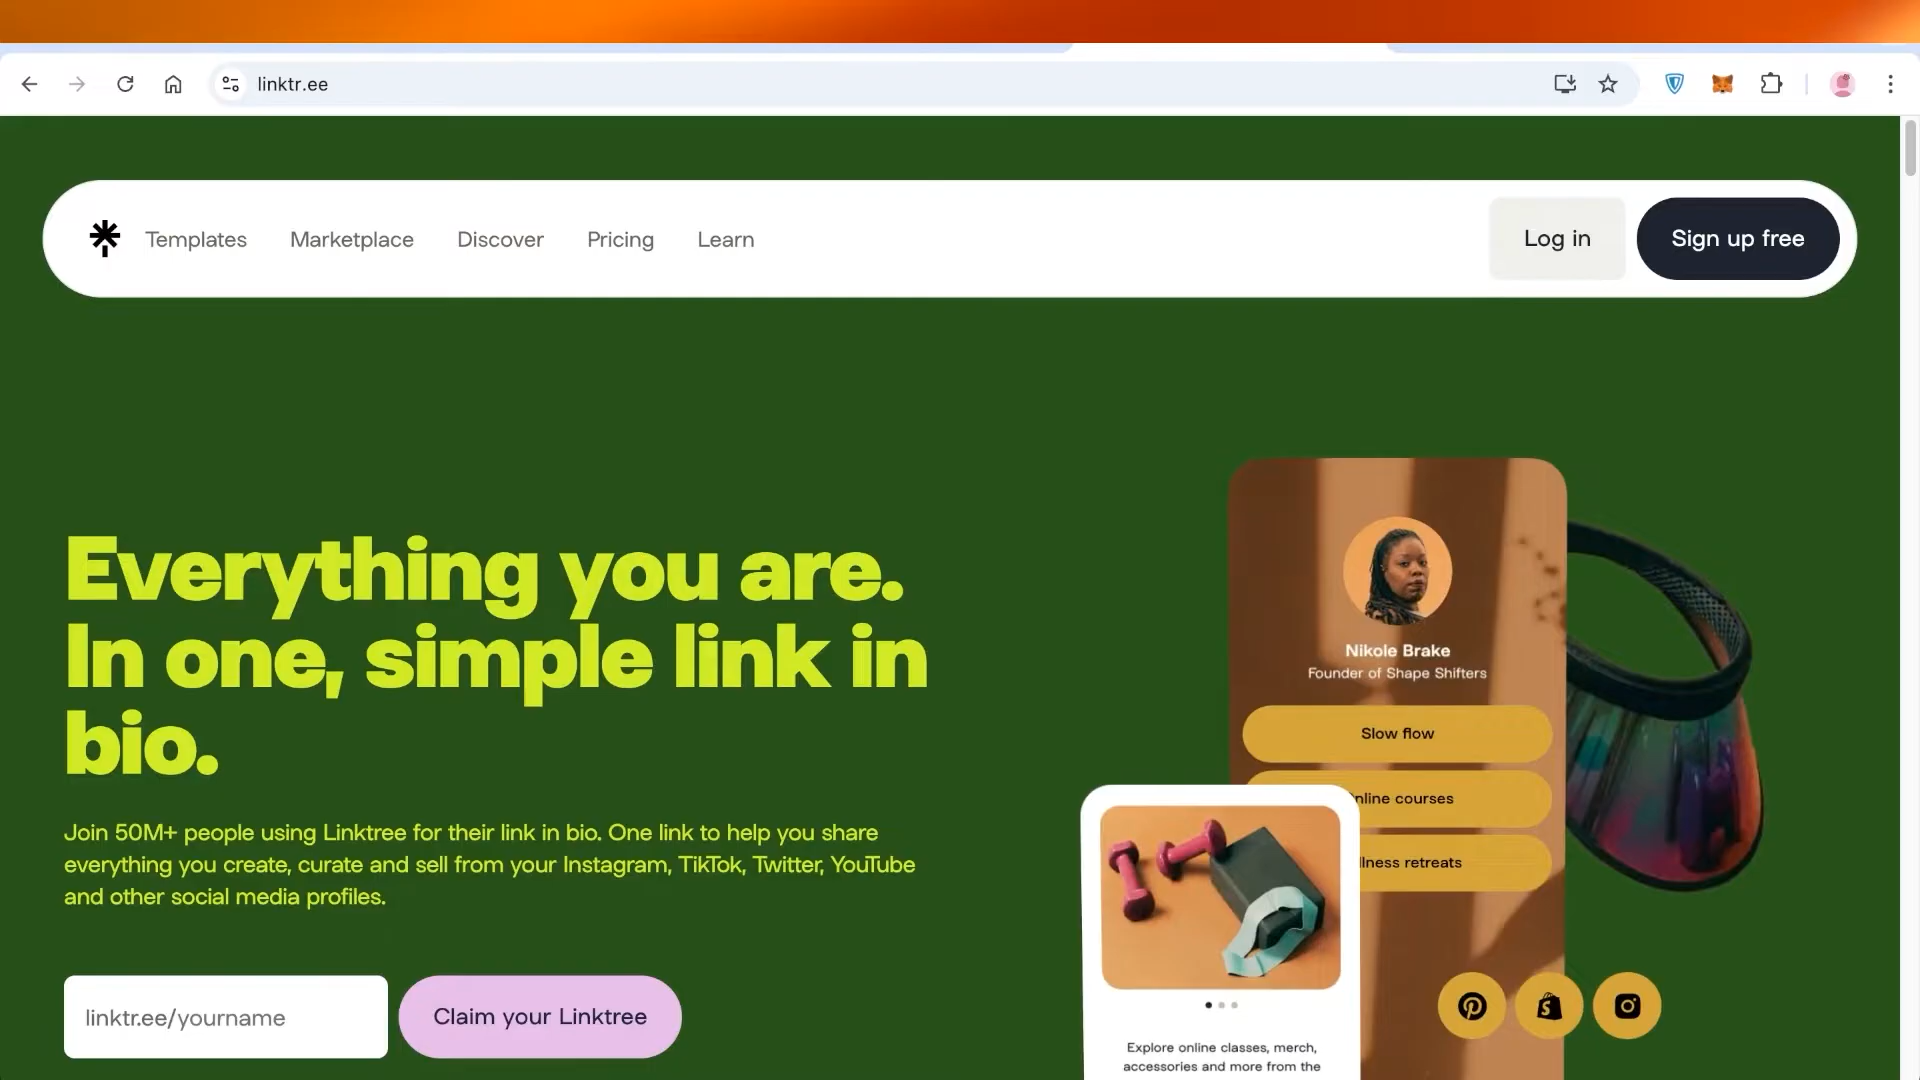 linktr.ee
Templates
Marketplace
Discover
Pricing
Learn
Log in
Sign up free
Everything you are.
In one, simple link in
bio.
Join 50M+ people using Linktree for their link in bio. One link to help you share
everything you create, curate and sell from your Instagram, TikTok, Twitter, YouTube
and other social media profiles.
linktr.ee/yourname
Claim your Linktree
Nikole Brake
Founder of Shape Shifters
Slow flow
nline courses
llness retreats
Explore online classes, merch,
accessories and more from the